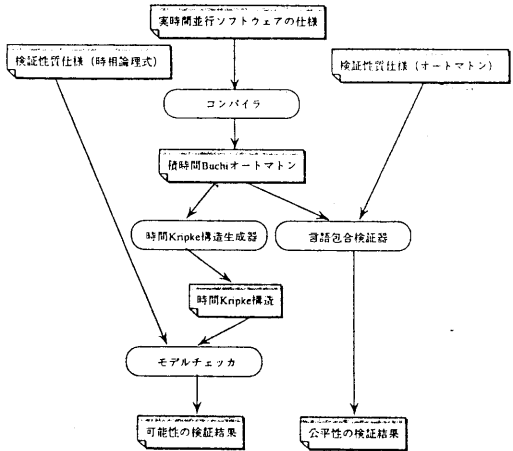 実時間並行ソフトウェアの仕様
検証性質仕様（時相論理式）
検証性質仕様（オートマトン）
コンパイラ
積時間Buchiオートマトン
時間Kripke構造生成器
言語包合検証器
時間Kripke構造
モデルチェッカ
可能性の検証結果
公平性の検証結果